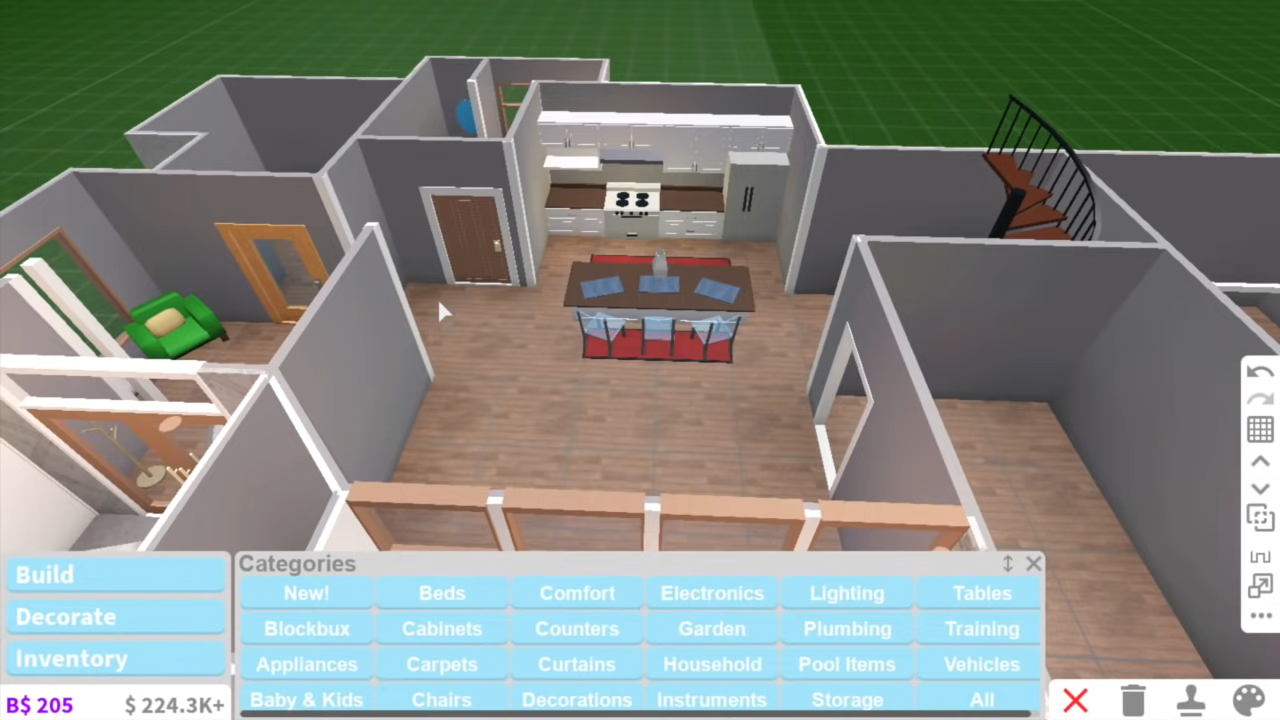 Build
Decorate
Inventory
B$ 205 $ 224.3K+
Categories
New! Beds Comfort Electronics Lighting Tables
Blockbux Cabinets Counters Garden Plumbing Training
Appliances Carpets Curtains Household Pool Items Vehicles
Baby & Kids Chairs Decorations Instruments Storage All